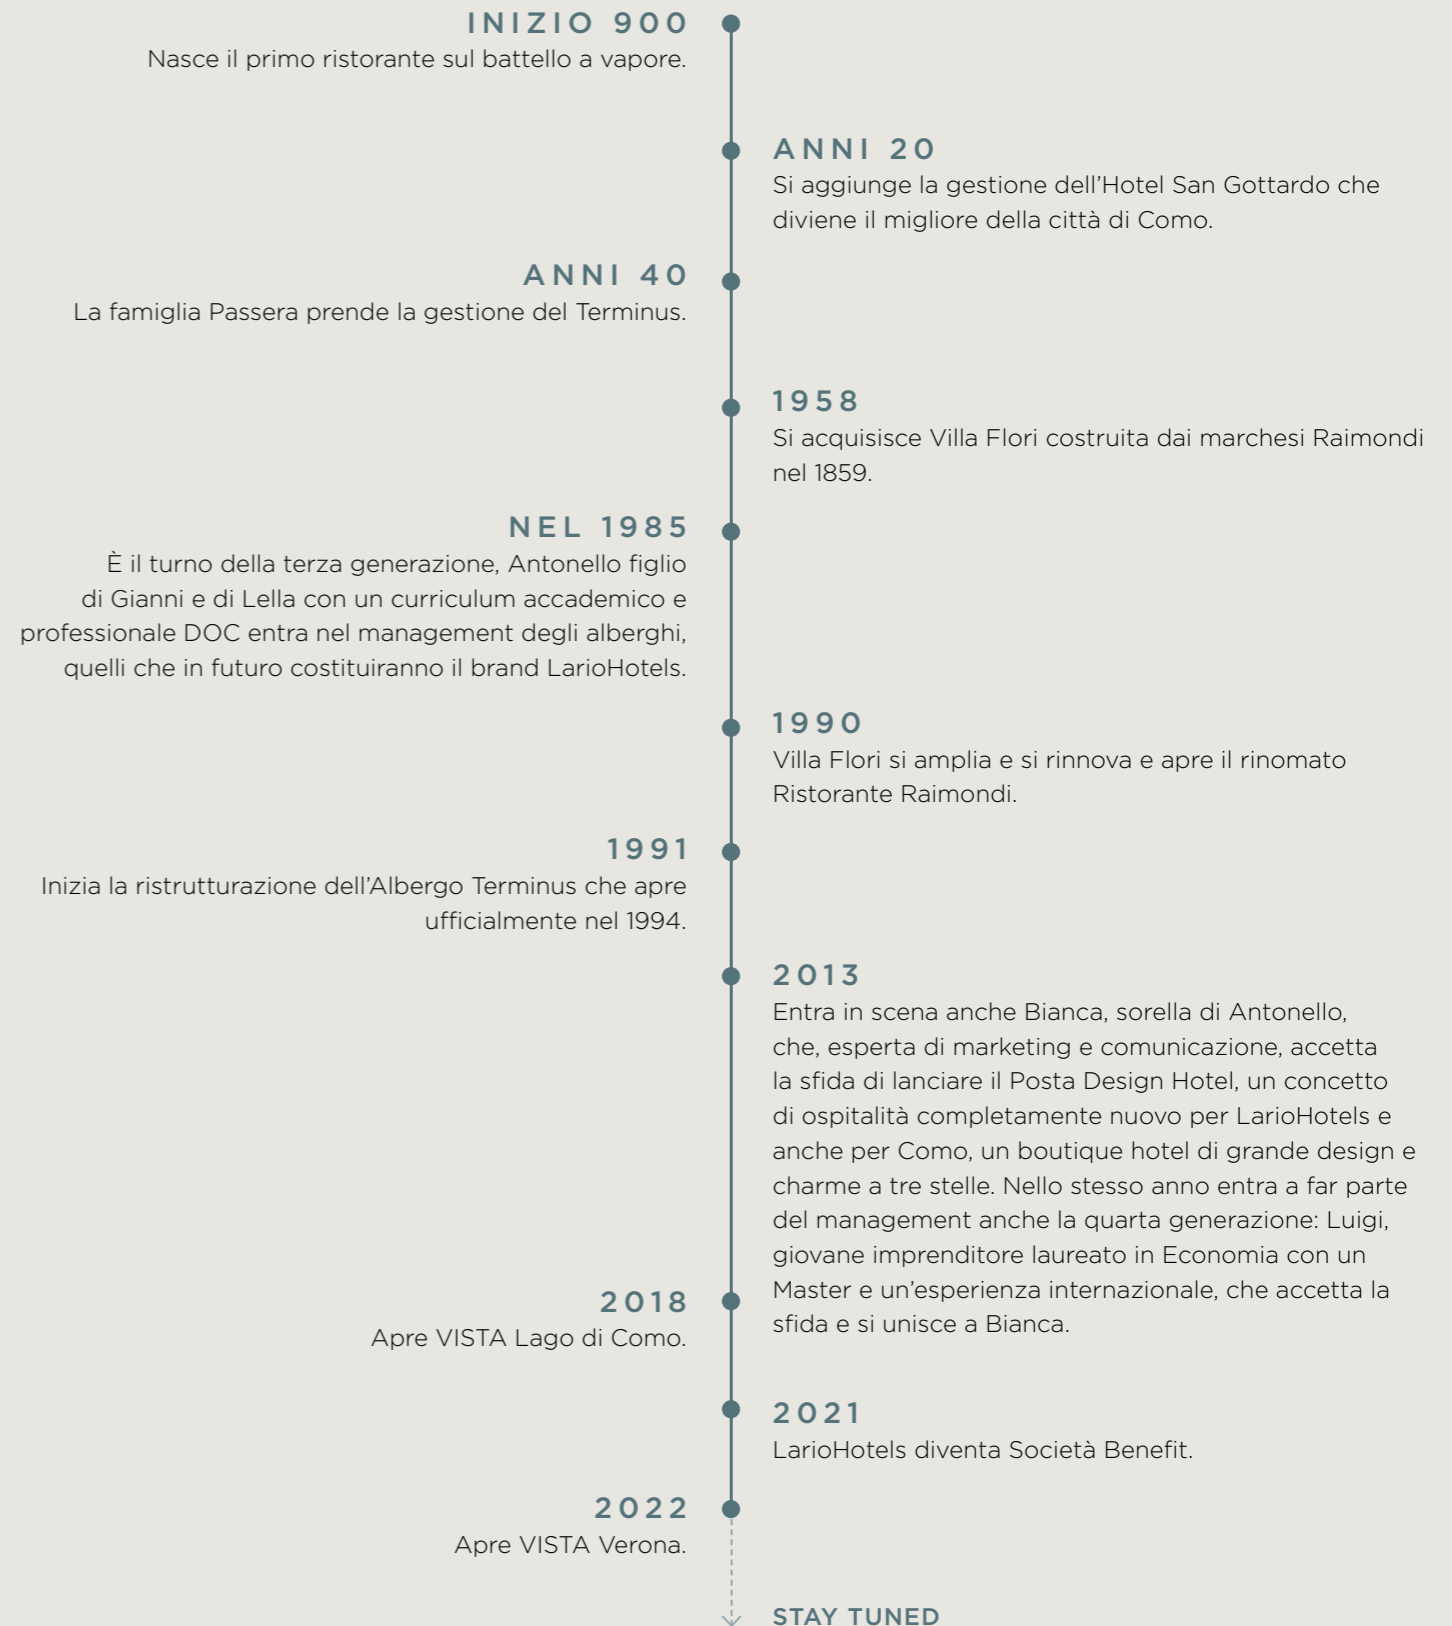 INIZIO 900
Nasce il primo ristorante sul battello a vapore.
ANNI 20
Si aggiunge la gestione dell’Hotel San Gottardo che
diviene il migliore della città di Como.
ANNI 40
La famiglia Passera prende la gestione del Terminus.
1958
Si acquisisce Villa Flori costruita dai marchesi Raimondi
nel 1859.
NEL 1985
È il turno della terza generazione, Antonello figlio
di Gianni e di Lella con un curriculum accademico e
professionale DOC entra nel management degli alberghi,
quelli che in futuro costituiranno il brand LarioHotels.
1990
Villa Flori si amplia e si rinnova e apre il rinomato
Ristorante Raimondi.
1991
Inizia la ristrutturazione dell’Albergo Terminus che apre
ufficialmente nel 1994.
2013
Entra in scena anche Bianca, sorella di Antonello,
che, esperta di marketing e comunicazione, accetta
la sfida di lanciare il Posta Design Hotel, un concetto
di ospitalità completamente nuovo per LarioHotels e
anche per Como, un boutique hotel di grande design e
charme a tre stelle. Nello stesso anno entra a far parte
del management anche la quarta generazione: Luigi,
giovane imprenditore laureato in Economia con un
Master e un’esperienza internazionale, che accetta la
sfida e si unisce a Bianca.
2018
Apre VISTA Lago di Como.
2021
LarioHotels diventa Società Benefit.
2022
Apre VISTA Verona.
STAY TUNED